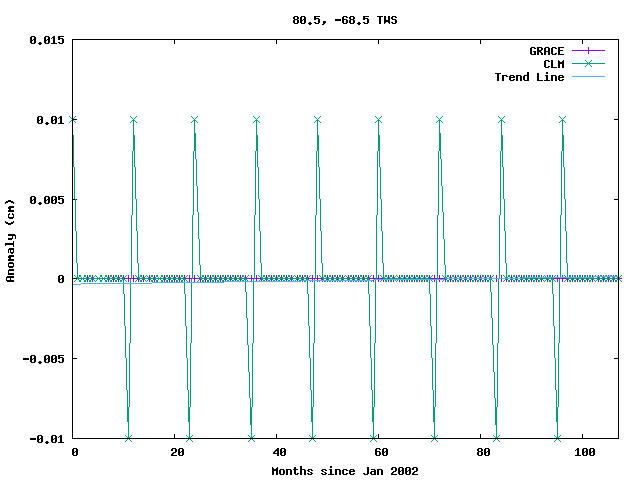 80.5, -68.5 TWS
0.015
0.01
0.005
0
-0.005
-0.01
GRACE
CLM
Trend Line
Anomaly (cm)
0 20 40 60 80 100
Months since Jan 2002